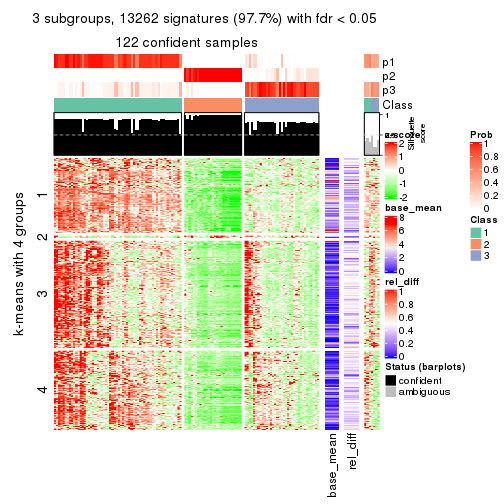 3 subgroups, 13262 signatures (97.7%) with fdr < 0.05
122 confident samples
p1
p2
p3
Class
1
Silhouette
score
z-score
2
1
0
-1
-2
base_mean
8
6
4
2
0
rel_diff
1
0.8
0.6
0.4
0.2
0
Status (barplots)
confident
ambiguous
Prob
1
0.8
0.6
0.4
0.2
0
Class
1
2
3
k-means with 4 groups
1
2
3
4
base_mean
rel_diff